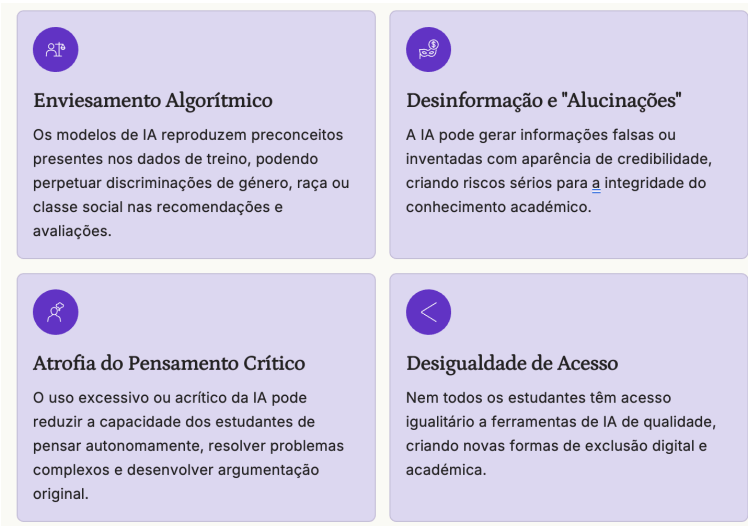 Enviesamento Algorítmico
Os modelos de IA reproduzem preconceitos
presentes nos dados de treino, podendo
perpetuar discriminações de género, raça ou
classe social nas recomendações e
avaliações.
Desinformação e "Alucinações"
A IA pode gerar informações falsas ou
inventadas com aparência de credibilidade,
criando riscos sérios para a integridade do
conhecimento académico.
Atrofia do Pensamento Crítico
O uso excessivo ou acrítico da IA pode
reduzir a capacidade dos estudantes de
pensar autonomamente, resolver problemas
complexos e desenvolver argumentação
original.
Desigualdade de Acesso
Nem todos os estudantes têm acesso
igualitário a ferramentas de IA de qualidade,
criando novas formas de exclusão digital e
académica.